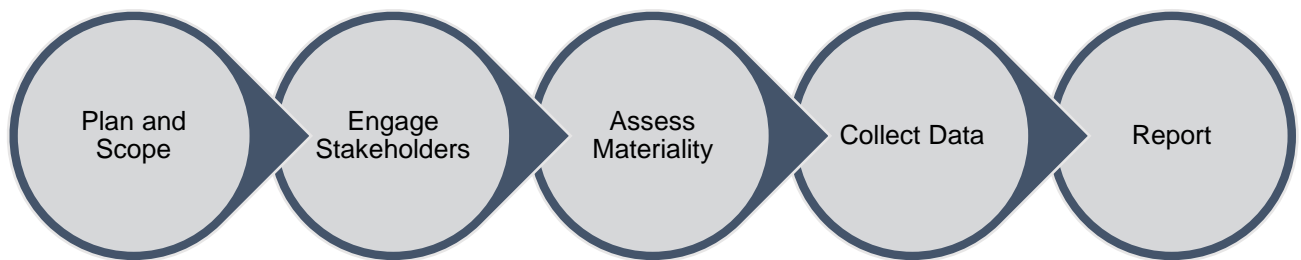 Plan and
Scope
Engage
Stakeholders
Assess
Materiality
Collect Data
Report